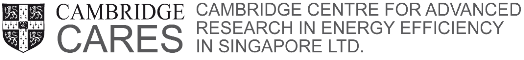 CAMBRIDGE
CARES
CAMBRIDGE CENTRE FOR ADVANCED
RESEARCH IN ENERGY EFFICIENCY
IN SINGAPORE LTD.